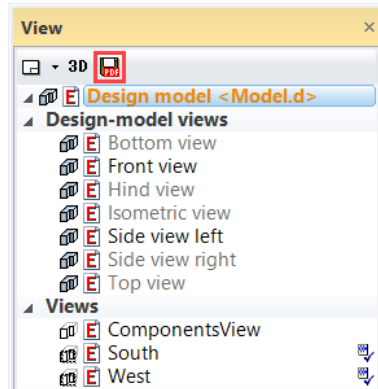 View
3D PDF
E Design model <Model.d>
Design-model views
E Bottom view
E Front view
E Hind view
E Isometric view
E Side view left
E Side view right
E Top view
Views
E ComponentsView
E South
E West